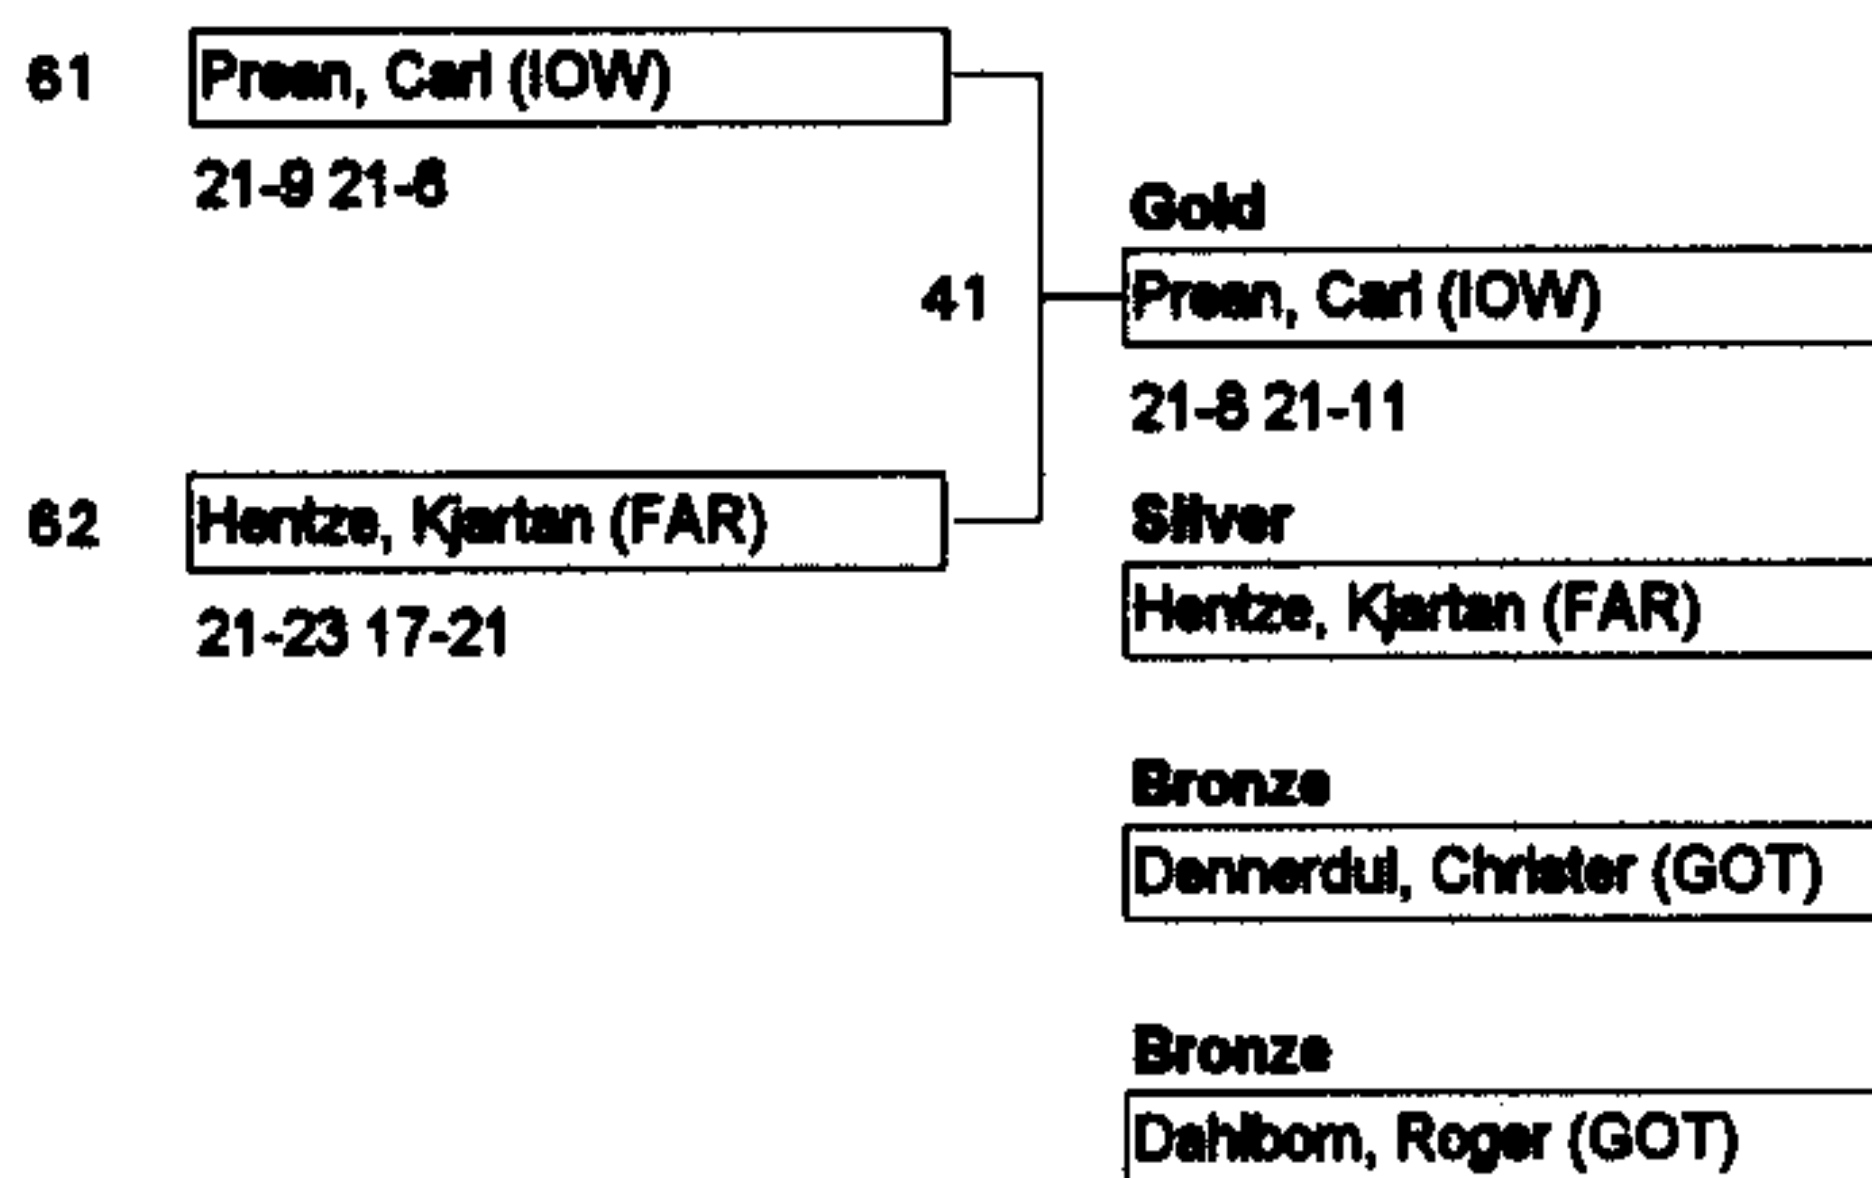 61 Prean, Carl (IOW)
21-9 21-6
Gold
41 Prean, Carl (IOW)
21-8 21-11
62 Hentze, Kjartan (FAR)
21-23 17-21
Silver
Hentze, Kjartan (FAR)
Bronze
Dennerdul, Christer (GOT)
Bronze
Dahlbom, Roger (GOT)